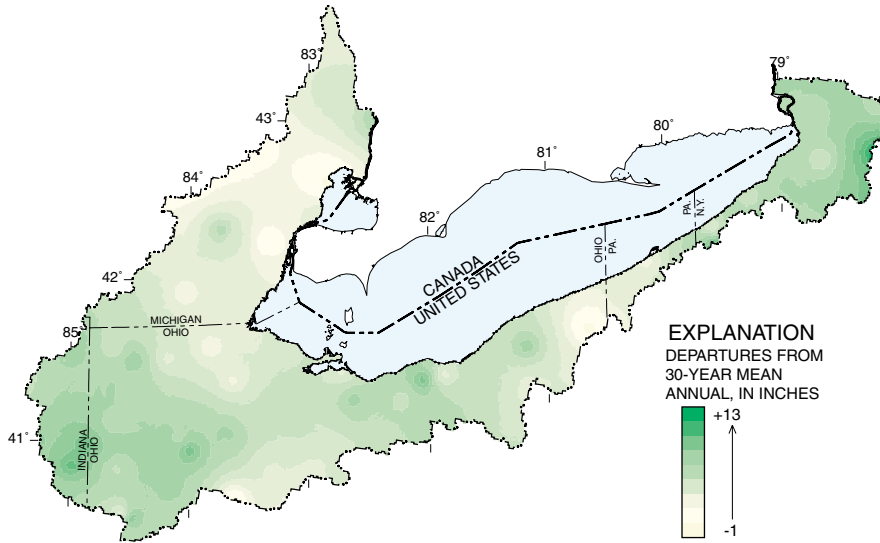 83°
79°
43°
80°
81°
84°
82°
PA.
N.Y.
OHIO
PA.
CANADA
UNITED STATES
42°
MICHIGAN
OHIO
85°
41°
INDIANA
OHIO
EXPLANATION
DEPARTURES FROM
30-YEAR MEAN
ANNUAL, IN INCHES
+13
-1